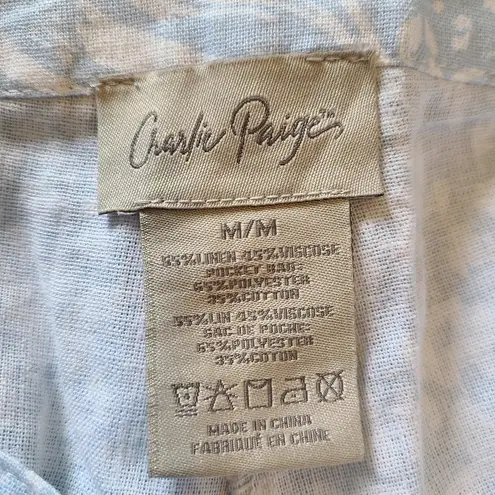 Charlie Paige™
M/M
55%LINEN 45%VISCOSE
POCKET BAG:
65%POLYESTER
35%COTTON
55%LIN 45%VISCOSE
SAC DE POCHE:
65%POLYESTER
35%COTON
MADE IN CHINA
FABRIQUÉ EN CHINE